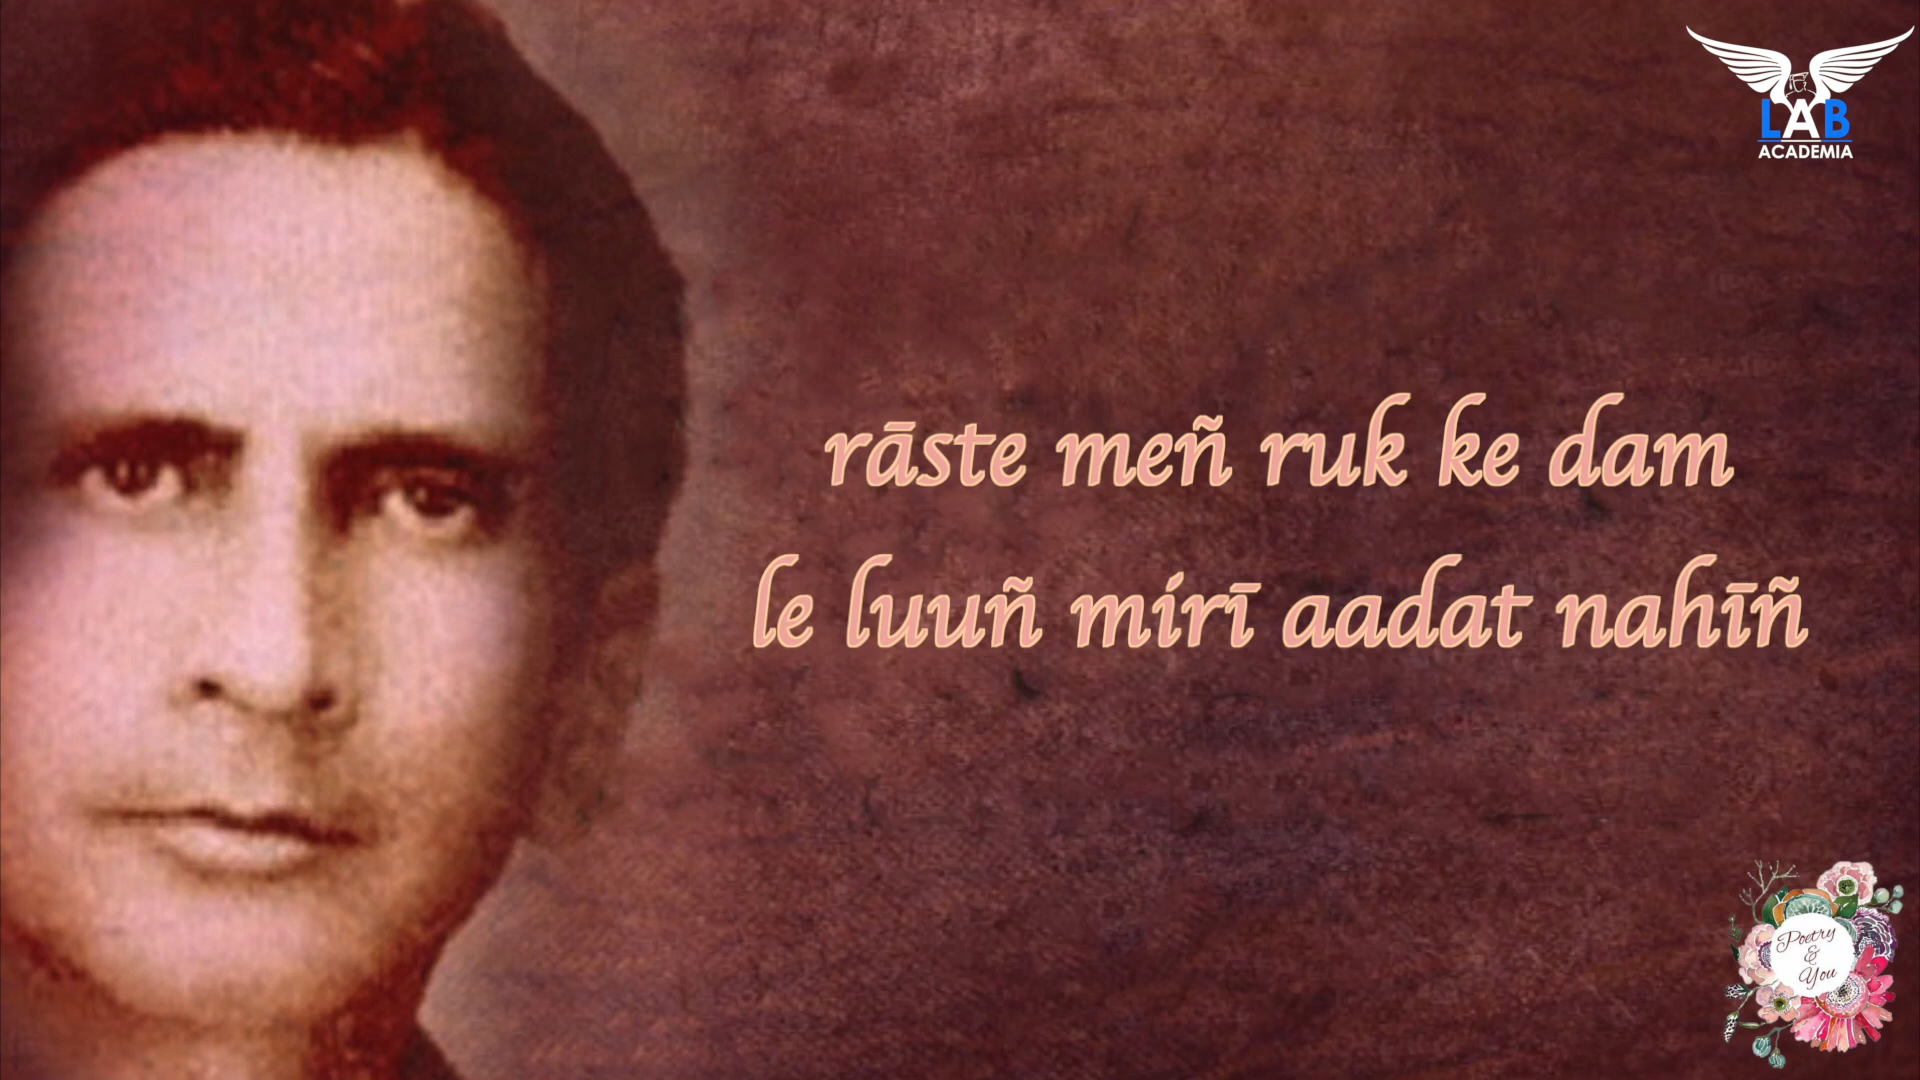 LAB
ACADEMIA
rāste meñ ruk ke dam
le luuñ mirī aadat nahīñ
Poetry
&
You